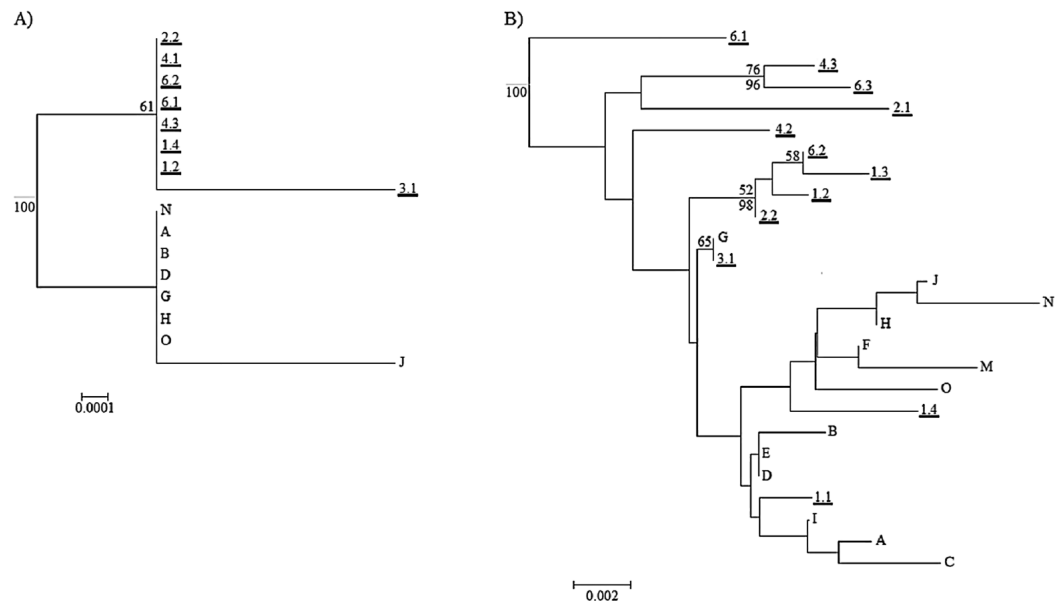 A)
2.2
4.1
6.2
6.1
61
4.3
1.4
1.2
3.1
100
N
A
B
D
G
H
O
J
0.0001
B)
6.1
4.3
76
96
6.3
100
2.1
4.2
6.2
58
1.3
52
1.2
98
2.2
G
65
3.1
J
N
H
F
M
O
1.4
B
E
D
1.1
I
A
C
0.002